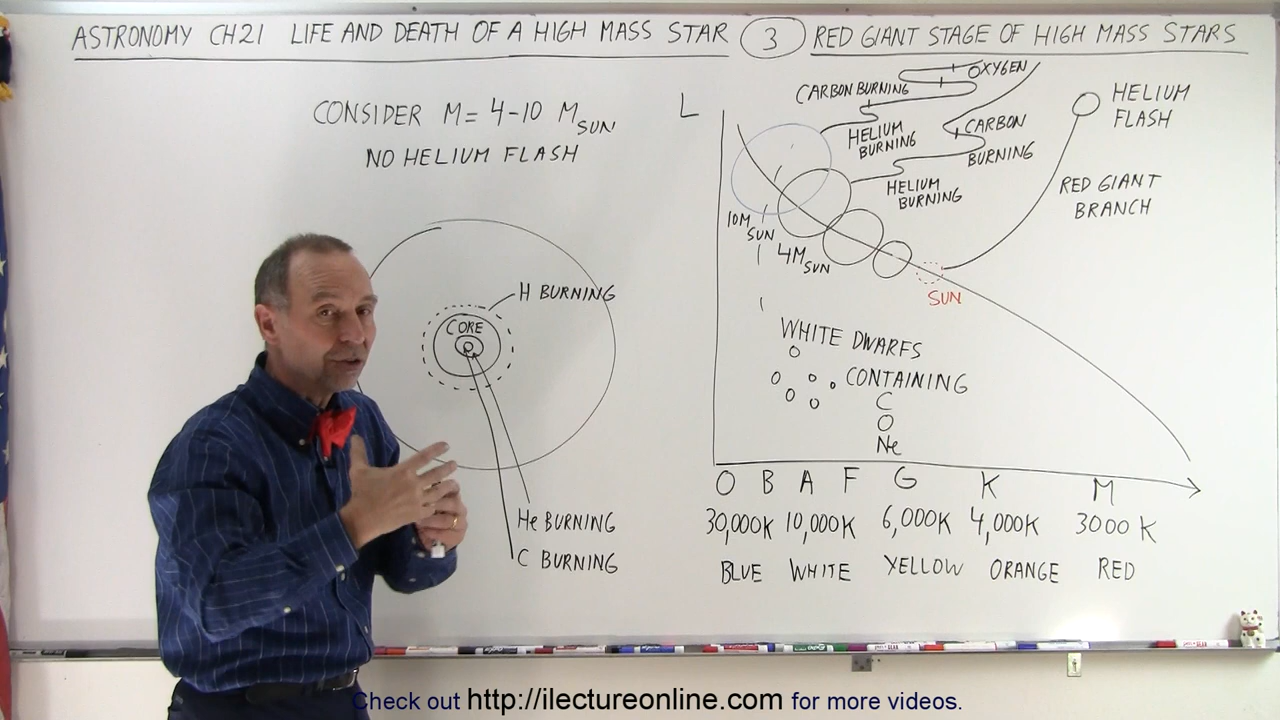 ASTRONOMY CH21 LIFE AND DEATH OF A HIGH MASS STAR 3 RED GIANT STAGE OF HIGH MASS STARS
CONSIDER M= 4-10 MSUN
NO HELIUM FLASH
H BURNING
CORE
He BURNING
C BURNING
L
OXYGEN
CARBON BURNING
HELIUM
BURNING
CARBON
BURNING
HELIUM
BURNING
HELIUM
FLASH
RED GIANT
BRANCH
10MSUN
4MSUN
SUN
WHITE DWARFS
CONTAINING
C
O
Ne
O B A F G K M
30,000K 10,000K 6,000K 4,000K 3000 K
BLUE WHITE YELLOW ORANGE RED
Check out http://ilectureonline.com for more videos.